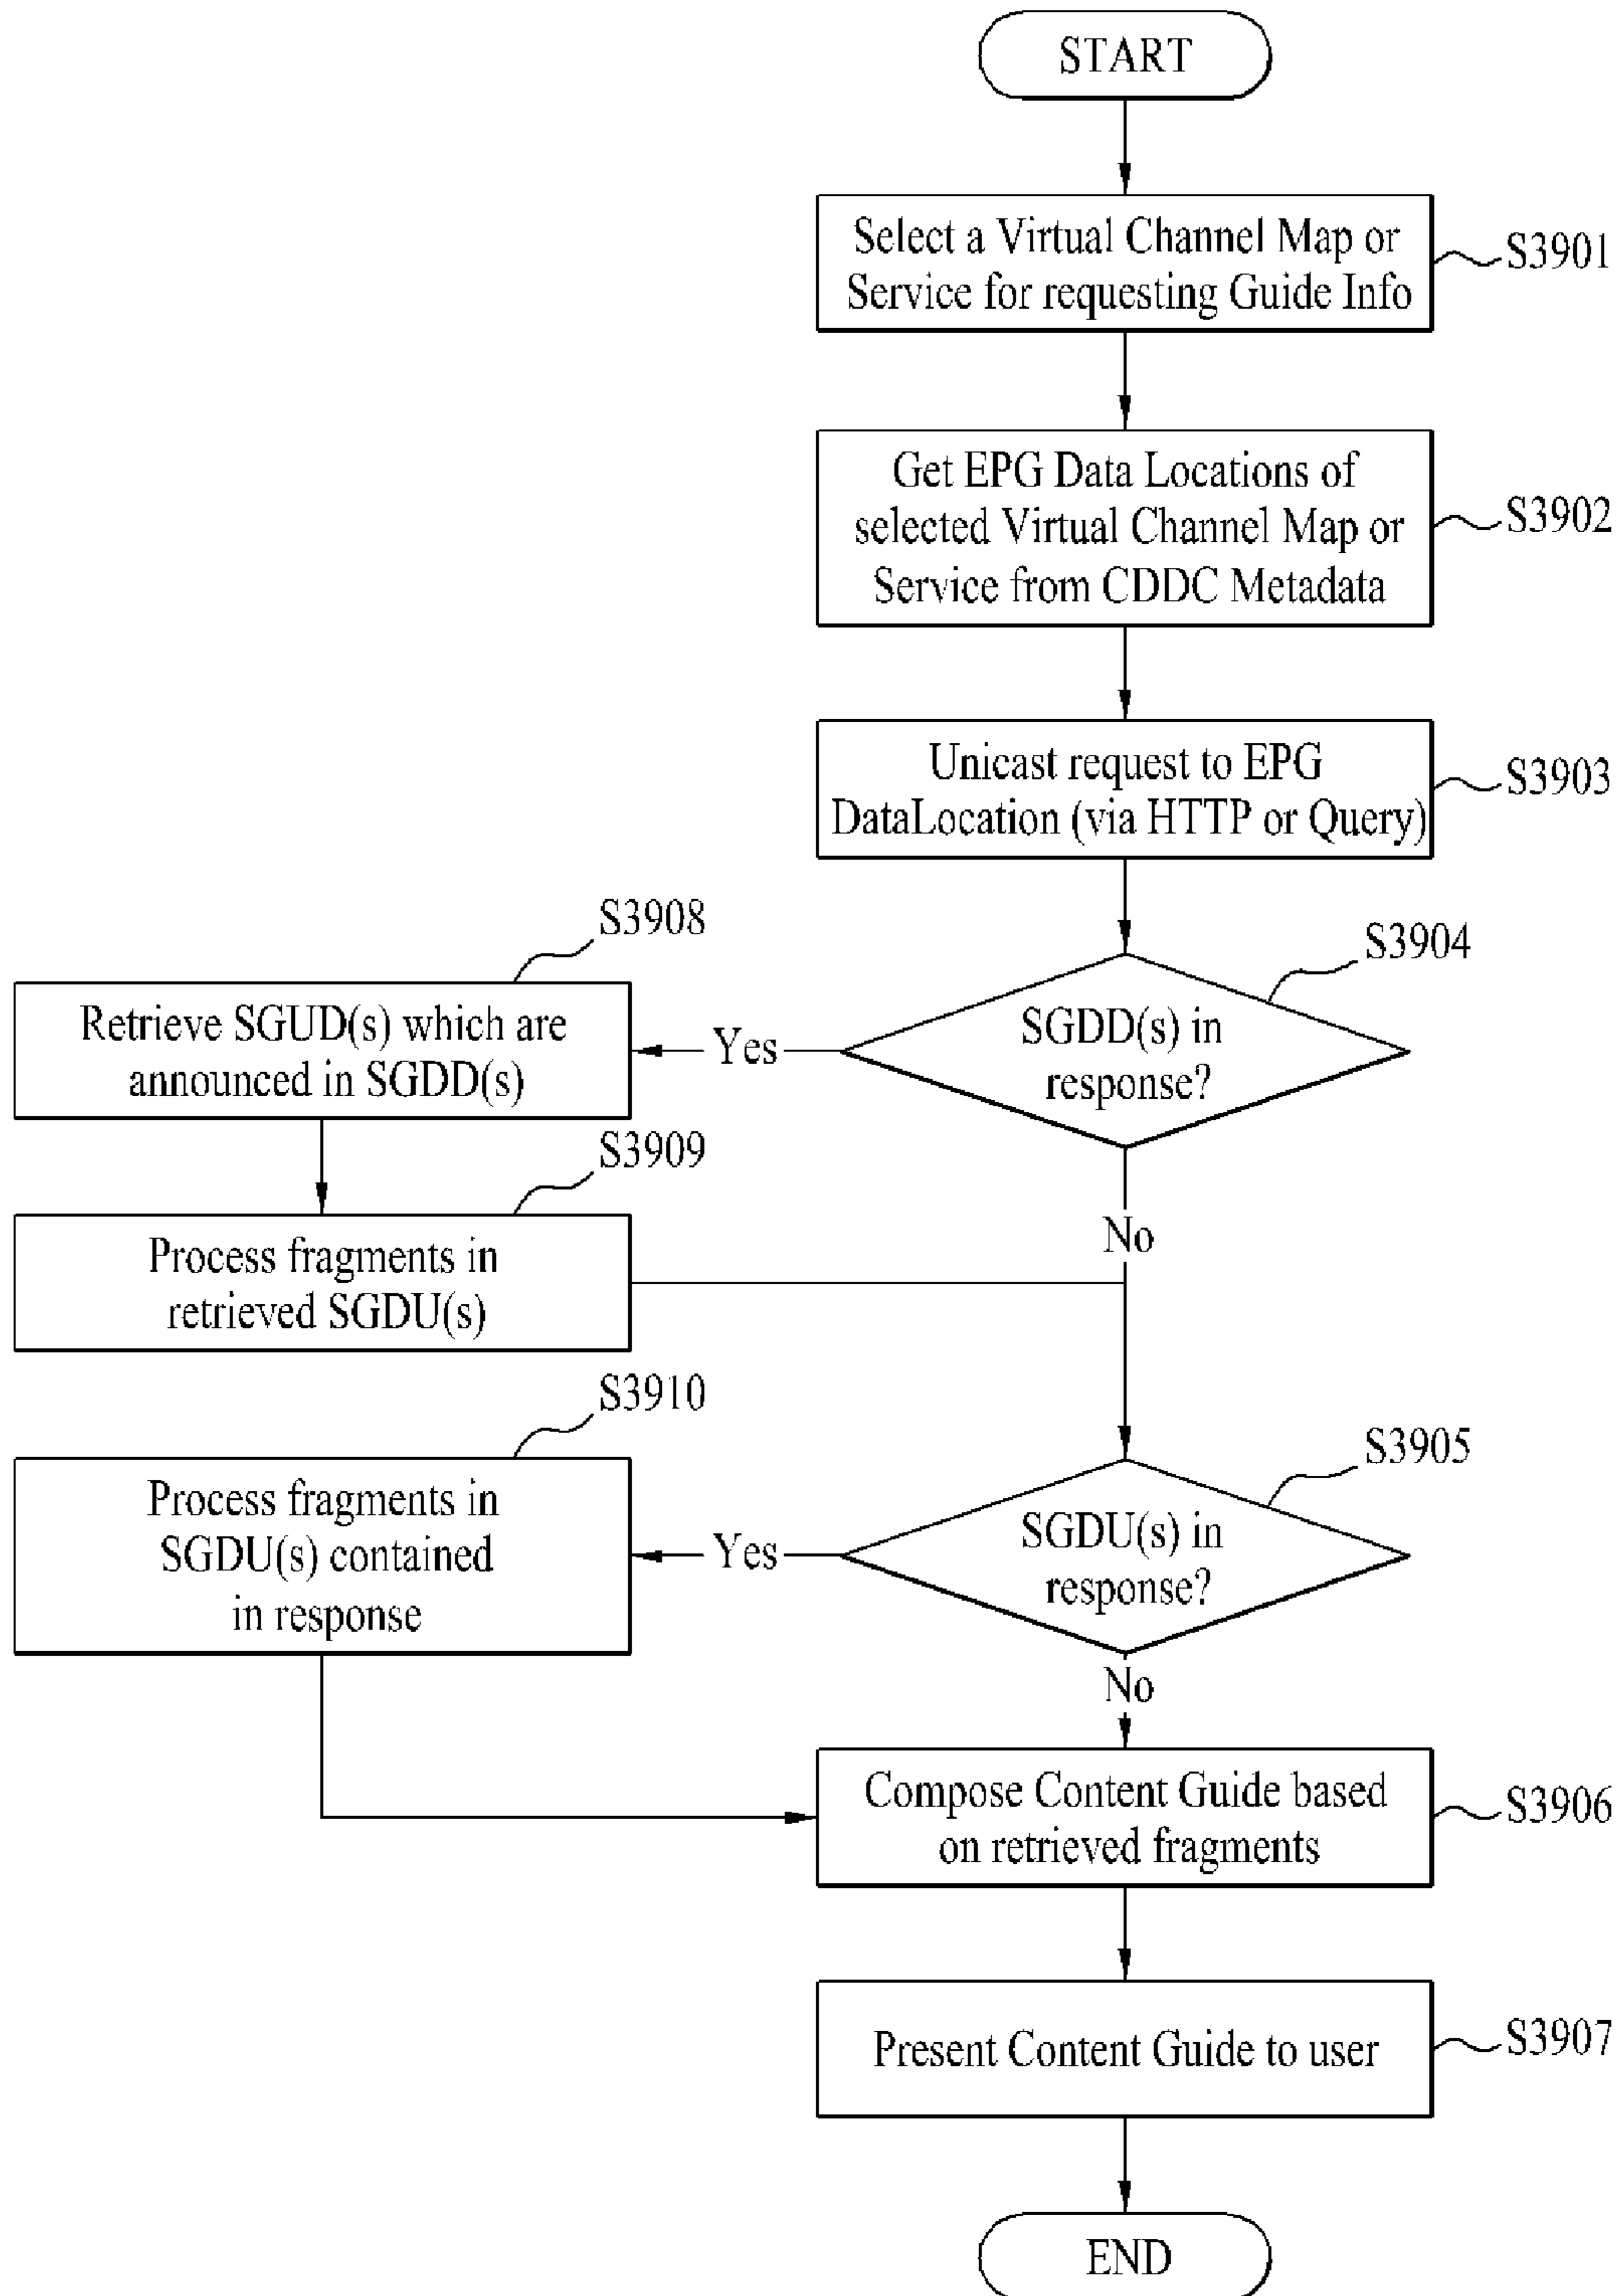 START
Select a Virtual Channel Map or
Service for requesting Guide Info
S3901
Get EPG Data Locations of
selected Virtual Channel Map or
Service from CDDC Metadata
S3902
Unicast request to EPG
DataLocation (via HTTP or Query)
S3903
S3908
Retrieve SGUD(s) which are
announced in SGDD(s)
Yes
SGDD(s) in
response?
S3904
No
S3909
Process fragments in
retrieved SGDU(s)
S3910
Process fragments in
SGDU(s) contained
in response
Yes
SGDU(s) in
response?
S3905
No
Compose Content Guide based
on retrieved fragments
S3906
Present Content Guide to user
S3907
END